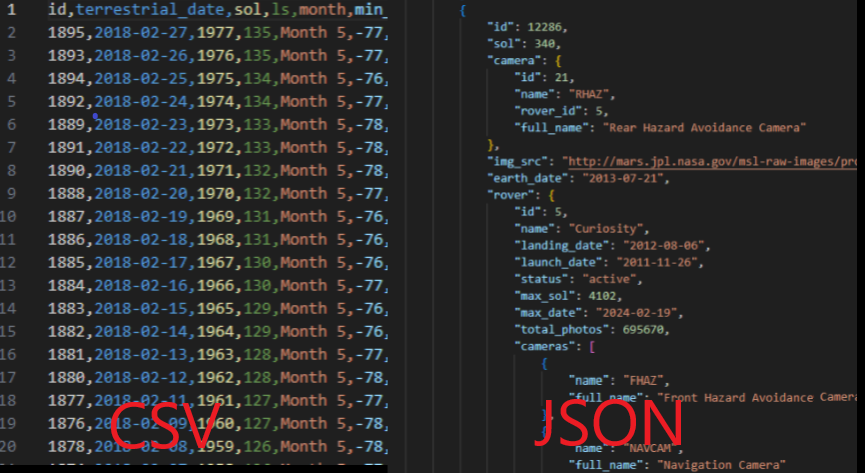 1 id,terrestrial_date,sol,ls,month,min_
2 1895,2018-02-27,1977,135,Month 5,-77,
3 1893,2018-02-26,1976,135,Month 5,-77,
4 1894,2018-02-25,1975,134,Month 5,-76,
5 1892,2018-02-24,1974,134,Month 5,-77,
6 1889,2018-02-23,1973,133,Month 5,-78,
7 1891,2018-02-22,1972,133,Month 5,-78,
8 1890,2018-02-21,1971,132,Month 5,-78,
9 1888,2018-02-20,1970,132,Month 5,-77,
10 1887,2018-02-19,1969,131,Month 5,-76,
11 1886,2018-02-18,1968,131,Month 5,-76,
12 1885,2018-02-17,1967,130,Month 5,-76,
13 1884,2018-02-16,1966,130,Month 5,-77,
14 1883,2018-02-15,1965,129,Month 5,-76,
15 1882,2018-02-14,1964,129,Month 5,-76,
16 1881,2018-02-13,1963,128,Month 5,-77,
17 1880,2018-02-12,1962,128,Month 5,-78,
18 1877,2018-02-11,1961,127,Month 5,-77,
19 1876,2018-02-09,1960,127,Month 5,-78,
20 1878,2018-02-08,1959,126,Month 5,-78,
CSV
{
"id": 12286,
"sol": 340,
"camera": {
"id": 21,
"name": "RHAZ",
"rover_id": 5,
"full_name": "Rear Hazard Avoidance Camera"
},
"img_src": "http://mars.jpl.nasa.gov/msl-raw-images/pro
"earth_date": "2013-07-21",
"rover": {
"id": 5,
"name": "Curiosity",
"landing_date": "2012-08-06",
"launch_date": "2011-11-26",
"status": "active",
"max_sol": 4102,
"max_date": "2024-02-19",
"total_photos": 695670,
"cameras": [
{
"name": "FHAZ",
"full_name": "Front Hazard Avoidance Camera
},
{
"name": "NAVCAM",
"full_name": "Navigation Camera"
JSON